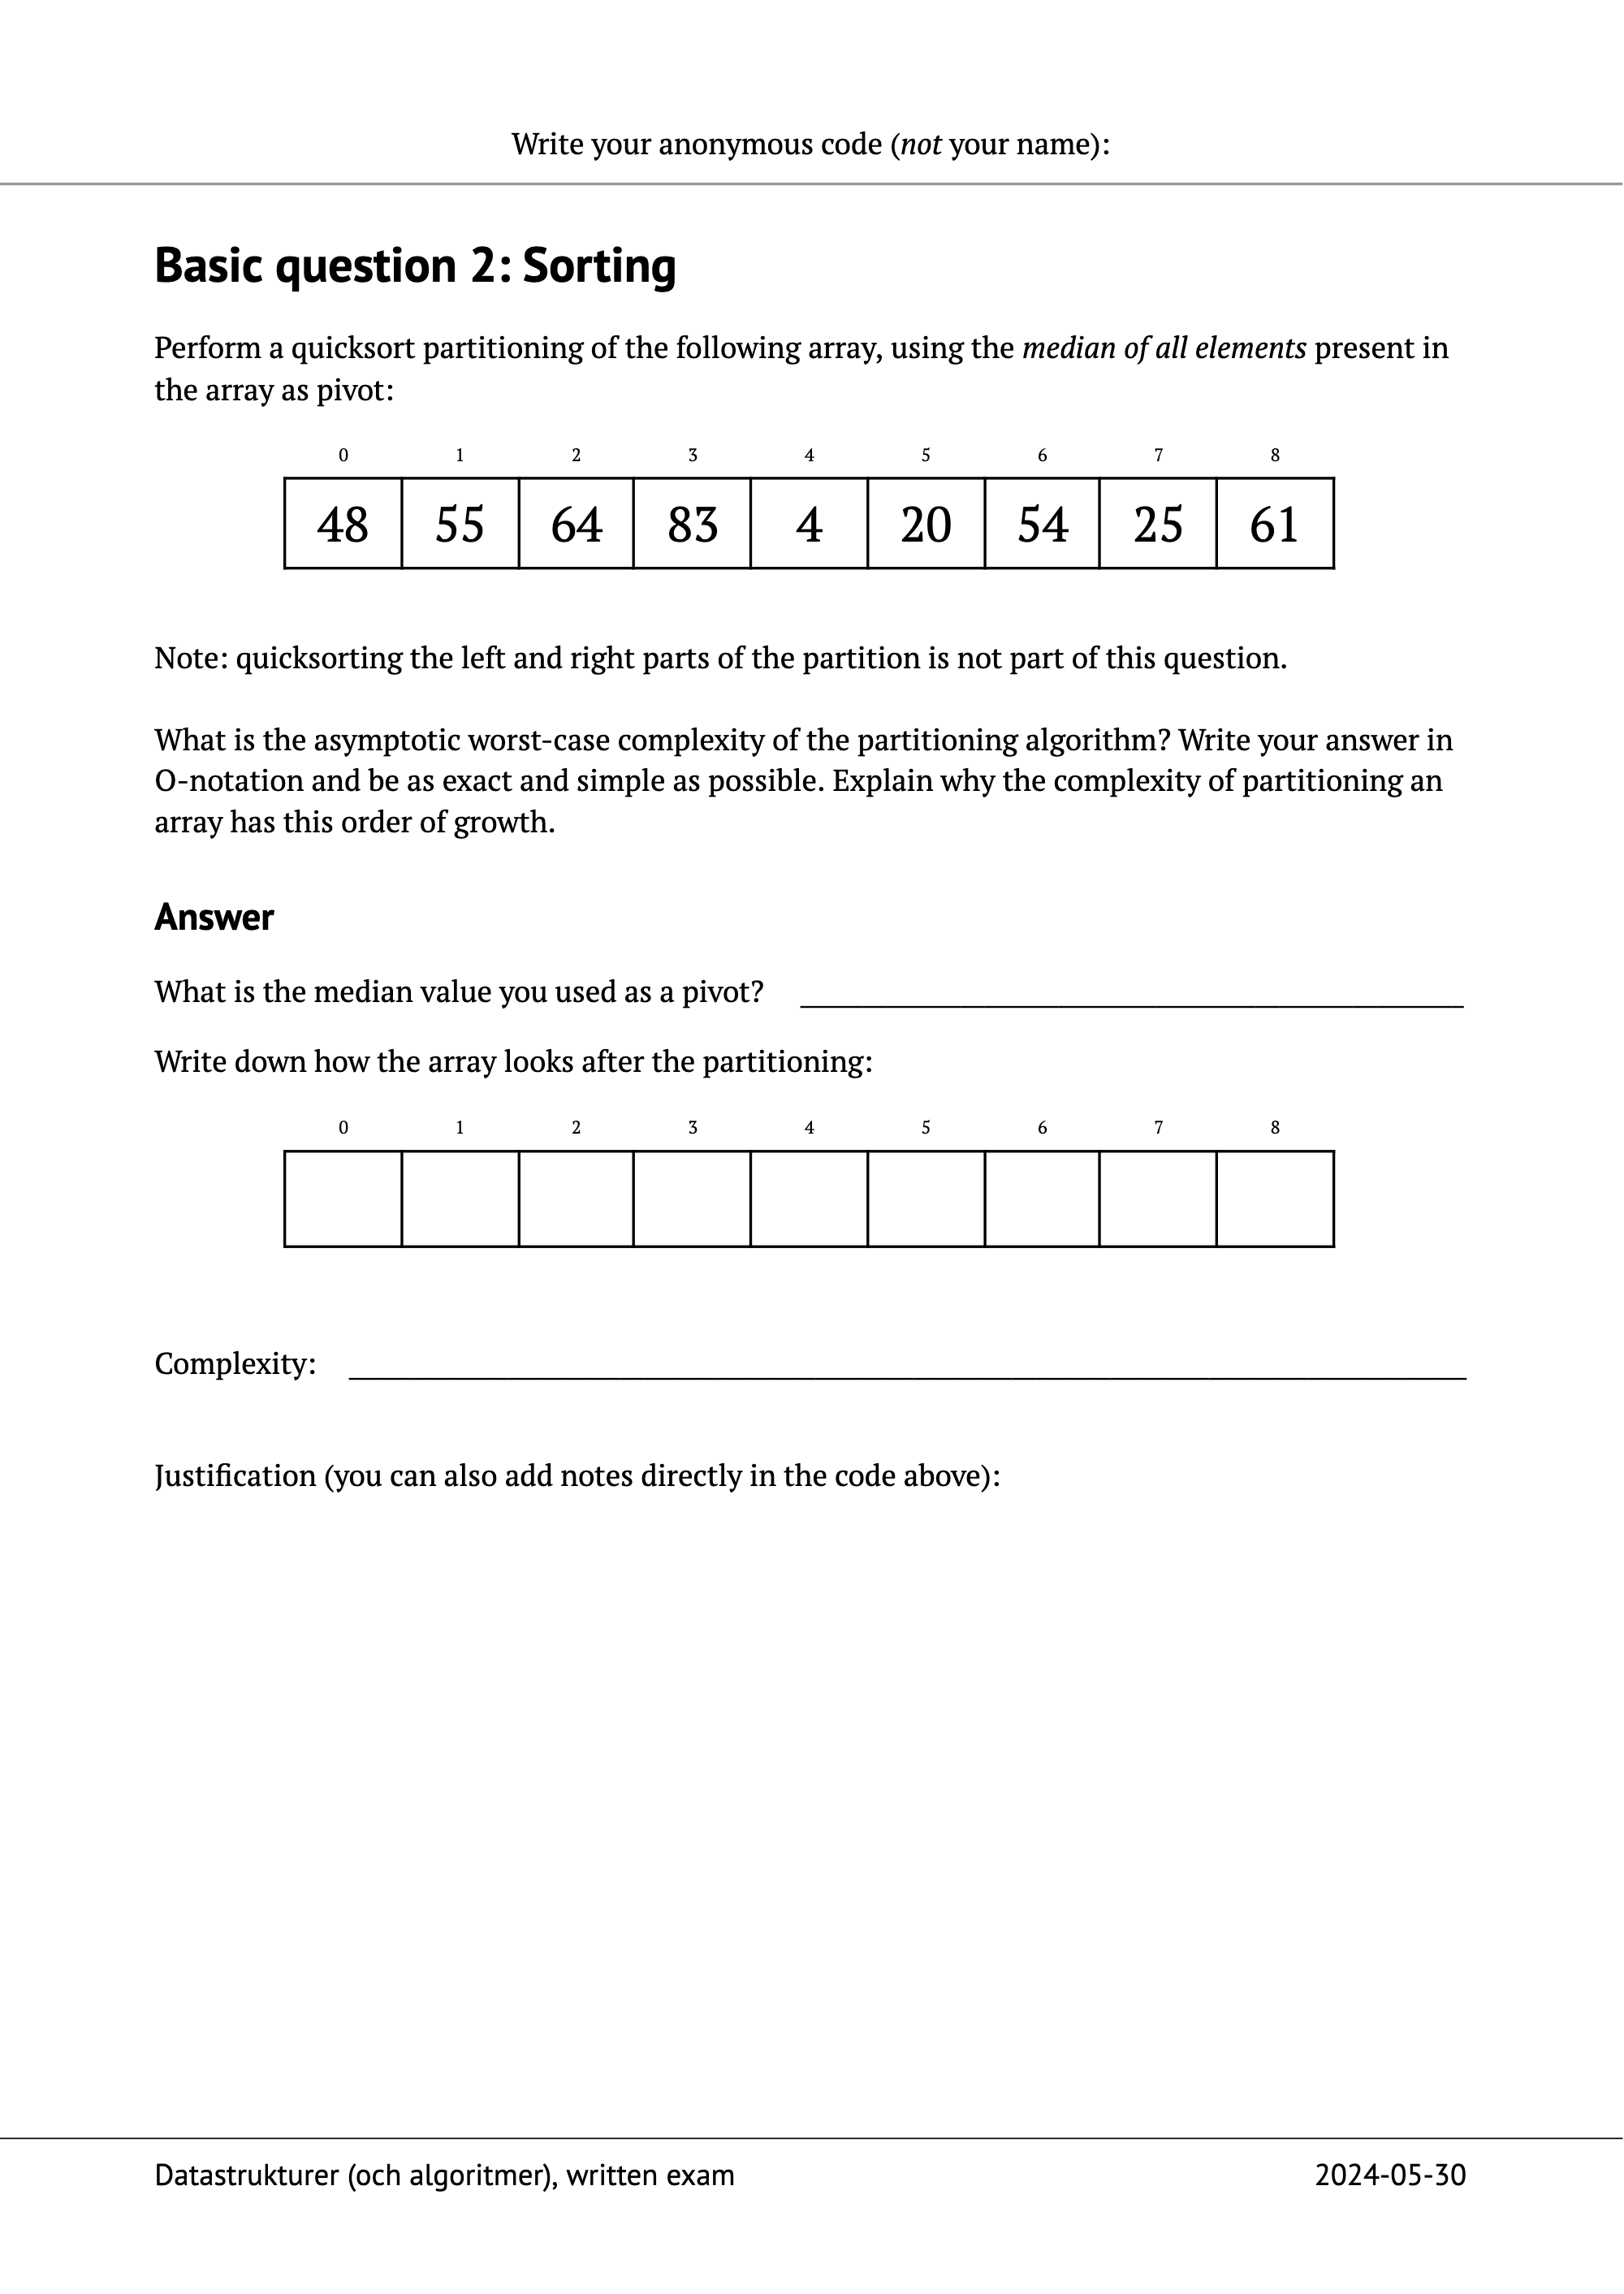 Write your anonymous code (not your name):
Basic question 2: Sorting
Perform a quicksort partitioning of the following array, using the median of all elements present in
the array as pivot:
0 1 2 3 4 5 6 7 8
48 55 64 83 4 20 54 25 61
Note: quicksorting the left and right parts of the partition is not part of this question.
What is the asymptotic worst-case complexity of the partitioning algorithm? Write your answer in
O-notation and be as exact and simple as possible. Explain why the complexity of partitioning an
array has this order of growth.
Answer
What is the median value you used as a pivot?
Write down how the array looks after the partitioning:
0 1 2 3 4 5 6 7 8
Complexity:
Justification (you can also add notes directly in the code above):
Datastrukturer (och algoritmer), written exam 2024-05-30